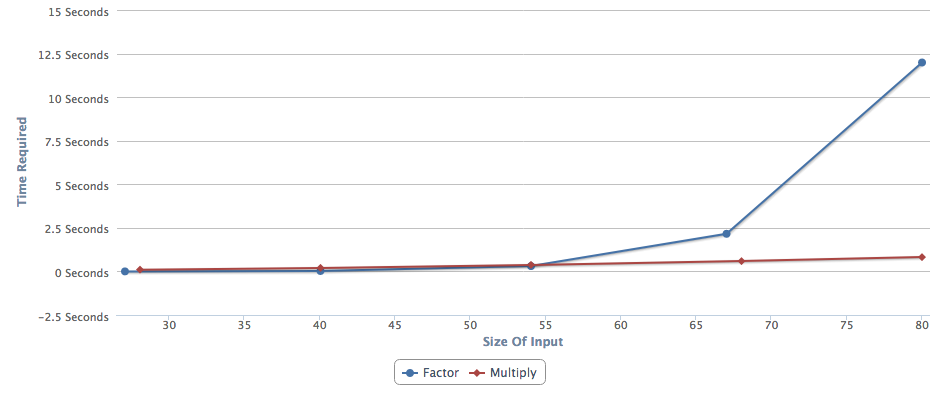 15 Seconds
12.5 Seconds
10 Seconds
7.5 Seconds
5 Seconds
2.5 Seconds
0 Seconds
−2.5 Seconds
Time Required
30 35 40 45 50 55 60 65 70 75 80
Size Of Input
Factor Multiply